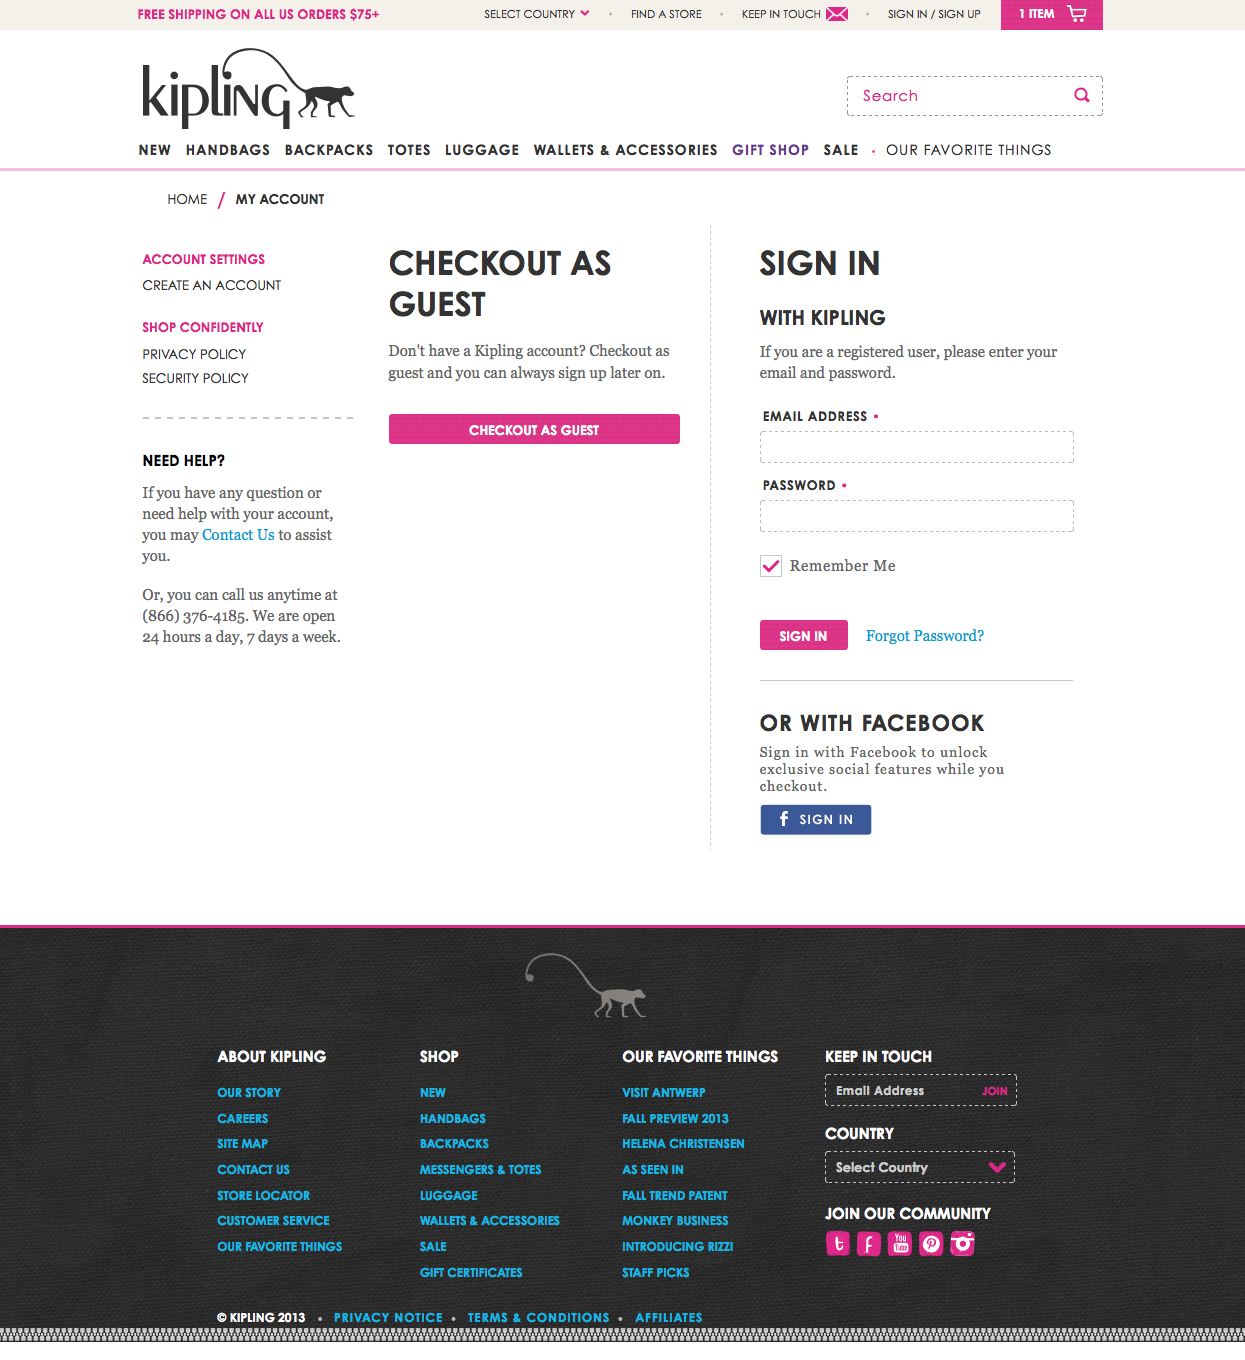 FREE SHIPPING ON ALL US ORDERS $75+
SELECT COUNTRY
FIND A STORE
KEEP IN TOUCH
SIGN IN / SIGN UP
1 ITEM
kipling
Search
NEW HANDBAGS BACKPACKS TOTES LUGGAGE WALLETS & ACCESSORIES GIFT SHOP SALE • OUR FAVORITE THINGS
HOME / MY ACCOUNT
ACCOUNT SETTINGS
CREATE AN ACCOUNT
SHOP CONFIDENTLY
PRIVACY POLICY
SECURITY POLICY
NEED HELP?
If you have any question or
need help with your account,
you may Contact Us to assist
you.
Or, you can call us anytime at
(866) 376-4185. We are open
24 hours a day, 7 days a week.
CHECKOUT AS
GUEST
Don't have a Kipling account? Checkout as
guest and you can always sign up later on.
CHECKOUT AS GUEST
SIGN IN
WITH KIPLING
If you are a registered user, please enter your
email and password.
EMAIL ADDRESS •
PASSWORD •
Remember Me
SIGN IN
Forgot Password?
OR WITH FACEBOOK
Sign in with Facebook to unlock
exclusive social features while you
checkout.
f SIGN IN
ABOUT KIPLING
OUR STORY
CAREERS
SITE MAP
CONTACT US
STORE LOCATOR
CUSTOMER SERVICE
OUR FAVORITE THINGS
SHOP
NEW
HANDBAGS
BACKPACKS
MESSENGERS & TOTES
LUGGAGE
WALLETS & ACCESSORIES
SALE
GIFT CERTIFICATES
OUR FAVORITE THINGS
VISIT ANTWERP
FALL PREVIEW 2013
HELENA CHRISTENSEN
AS SEEN IN
FALL TREND PATENT
MONKEY BUSINESS
INTRODUCING RIZZI
STAFF PICKS
KEEP IN TOUCH
Email Address JOIN
COUNTRY
Select Country
JOIN OUR COMMUNITY
t f You Tube P
© KIPLING 2013 • PRIVACY NOTICE • TERMS & CONDITIONS • AFFILIATES